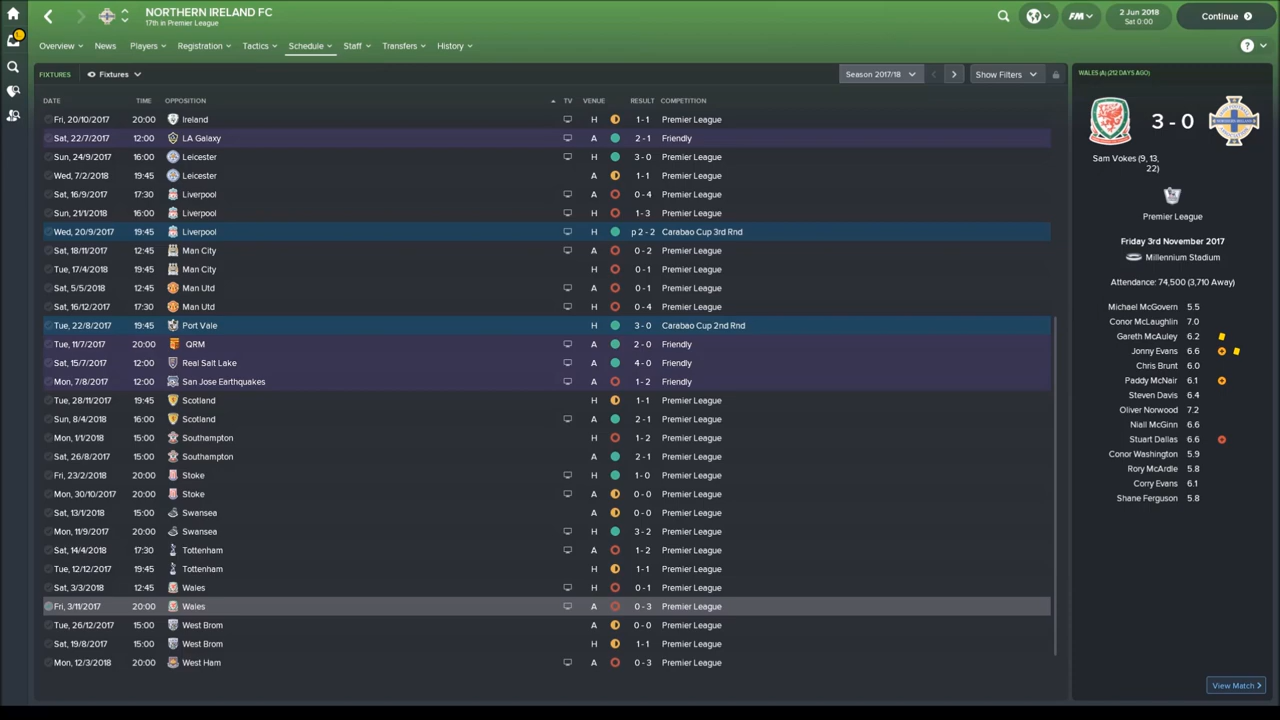 NORTHERN IRELAND FC
17th in Premier League
FM
2 Jun 2018
Sat 0:00
Continue
Overview
News
Players
Registration
Tactics
Schedule
Staff
Transfers
History
?
FIXTURES Fixtures
Season 2017/18
Show Filters
DATE TIME OPPOSITION TV VENUE RESULT COMPETITION
Fri, 20/10/2017 20:00 Ireland H 1-1 Premier League
Sat, 22/7/2017 12:00 LA Galaxy A 2 - 1 Friendly
Sun, 24/9/2017 16:00 Leicester H 3 - 0 Premier League
Wed, 7/2/2018 19:45 Leicester A 1-1 Premier League
Sat, 16/9/2017 17:30 Liverpool A 0 - 4 Premier League
Sun, 21/1/2018 16:00 Liverpool H 1-3 Premier League
Wed, 20/9/2017 19:45 Liverpool H p 2 - 2 Carabao Cup 3rd Rnd
Sat, 18/11/2017 12:45 Man City A 0 - 2 Premier League
Tue, 17/4/2018 19:45 Man City H 0 - 1 Premier League
Sat, 5/5/2018 12:45 Man Utd A 0 - 1 Premier League
Sat, 16/12/2017 17:30 Man Utd H 0 - 4 Premier League
Tue, 22/8/2017 19:45 Port Vale H 3 - 0 Carabao Cup 2nd Rnd
Tue, 11/7/2017 20:00 QRM A 2 - 0 Friendly
Sat, 15/7/2017 12:00 Real Salt Lake A 4 - 0 Friendly
Mon, 7/8/2017 12:00 San Jose Earthquakes A 1 - 2 Friendly
Tue, 28/11/2017 19:45 Scotland H 1-1 Premier League
Sun, 8/4/2018 16:00 Scotland A 2 - 1 Premier League
Mon, 1/1/2018 15:00 Southampton H 1 - 2 Premier League
Sat, 26/8/2017 15:00 Southampton A 2 - 1 Premier League
Fri, 23/2/2018 20:00 Stoke H 1 - 0 Premier League
Mon, 30/10/2017 20:00 Stoke A 0 - 0 Premier League
Sat, 13/1/2018 15:00 Swansea A 0 - 0 Premier League
Mon, 11/9/2017 20:00 Swansea H 3 - 2 Premier League
Sat, 14/4/2018 17:30 Tottenham A 1 - 2 Premier League
Tue, 12/12/2017 19:45 Tottenham H 1-1 Premier League
Sat, 3/3/2018 12:45 Wales H 0 - 1 Premier League
Fri, 3/11/2017 20:00 Wales A 0 - 3 Premier League
Tue, 26/12/2017 15:00 West Brom A 0 - 0 Premier League
Sat, 19/8/2017 15:00 West Brom H 1-1 Premier League
Mon, 12/3/2018 20:00 West Ham A 0 - 3 Premier League
WALES (A) (212 DAYS AGO)
3 - 0
Sam Vokes (9, 13,
22)
Premier League
Friday 3rd November 2017
Millennium Stadium
Attendance: 74,500 (3,710 Away)
Michael McGovern 5.5
Conor McLaughlin 7.0
Gareth McAuley 6.2
Jonny Evans 6.6
Chris Brunt 6.0
Paddy McNair 6.1
Steven Davis 6.4
Oliver Norwood 7.2
Niall McGinn 6.6
Stuart Dallas 6.6
Conor Washington 5.9
Rory McArdle 5.8
Corry Evans 6.1
Shane Ferguson 5.8
View Match